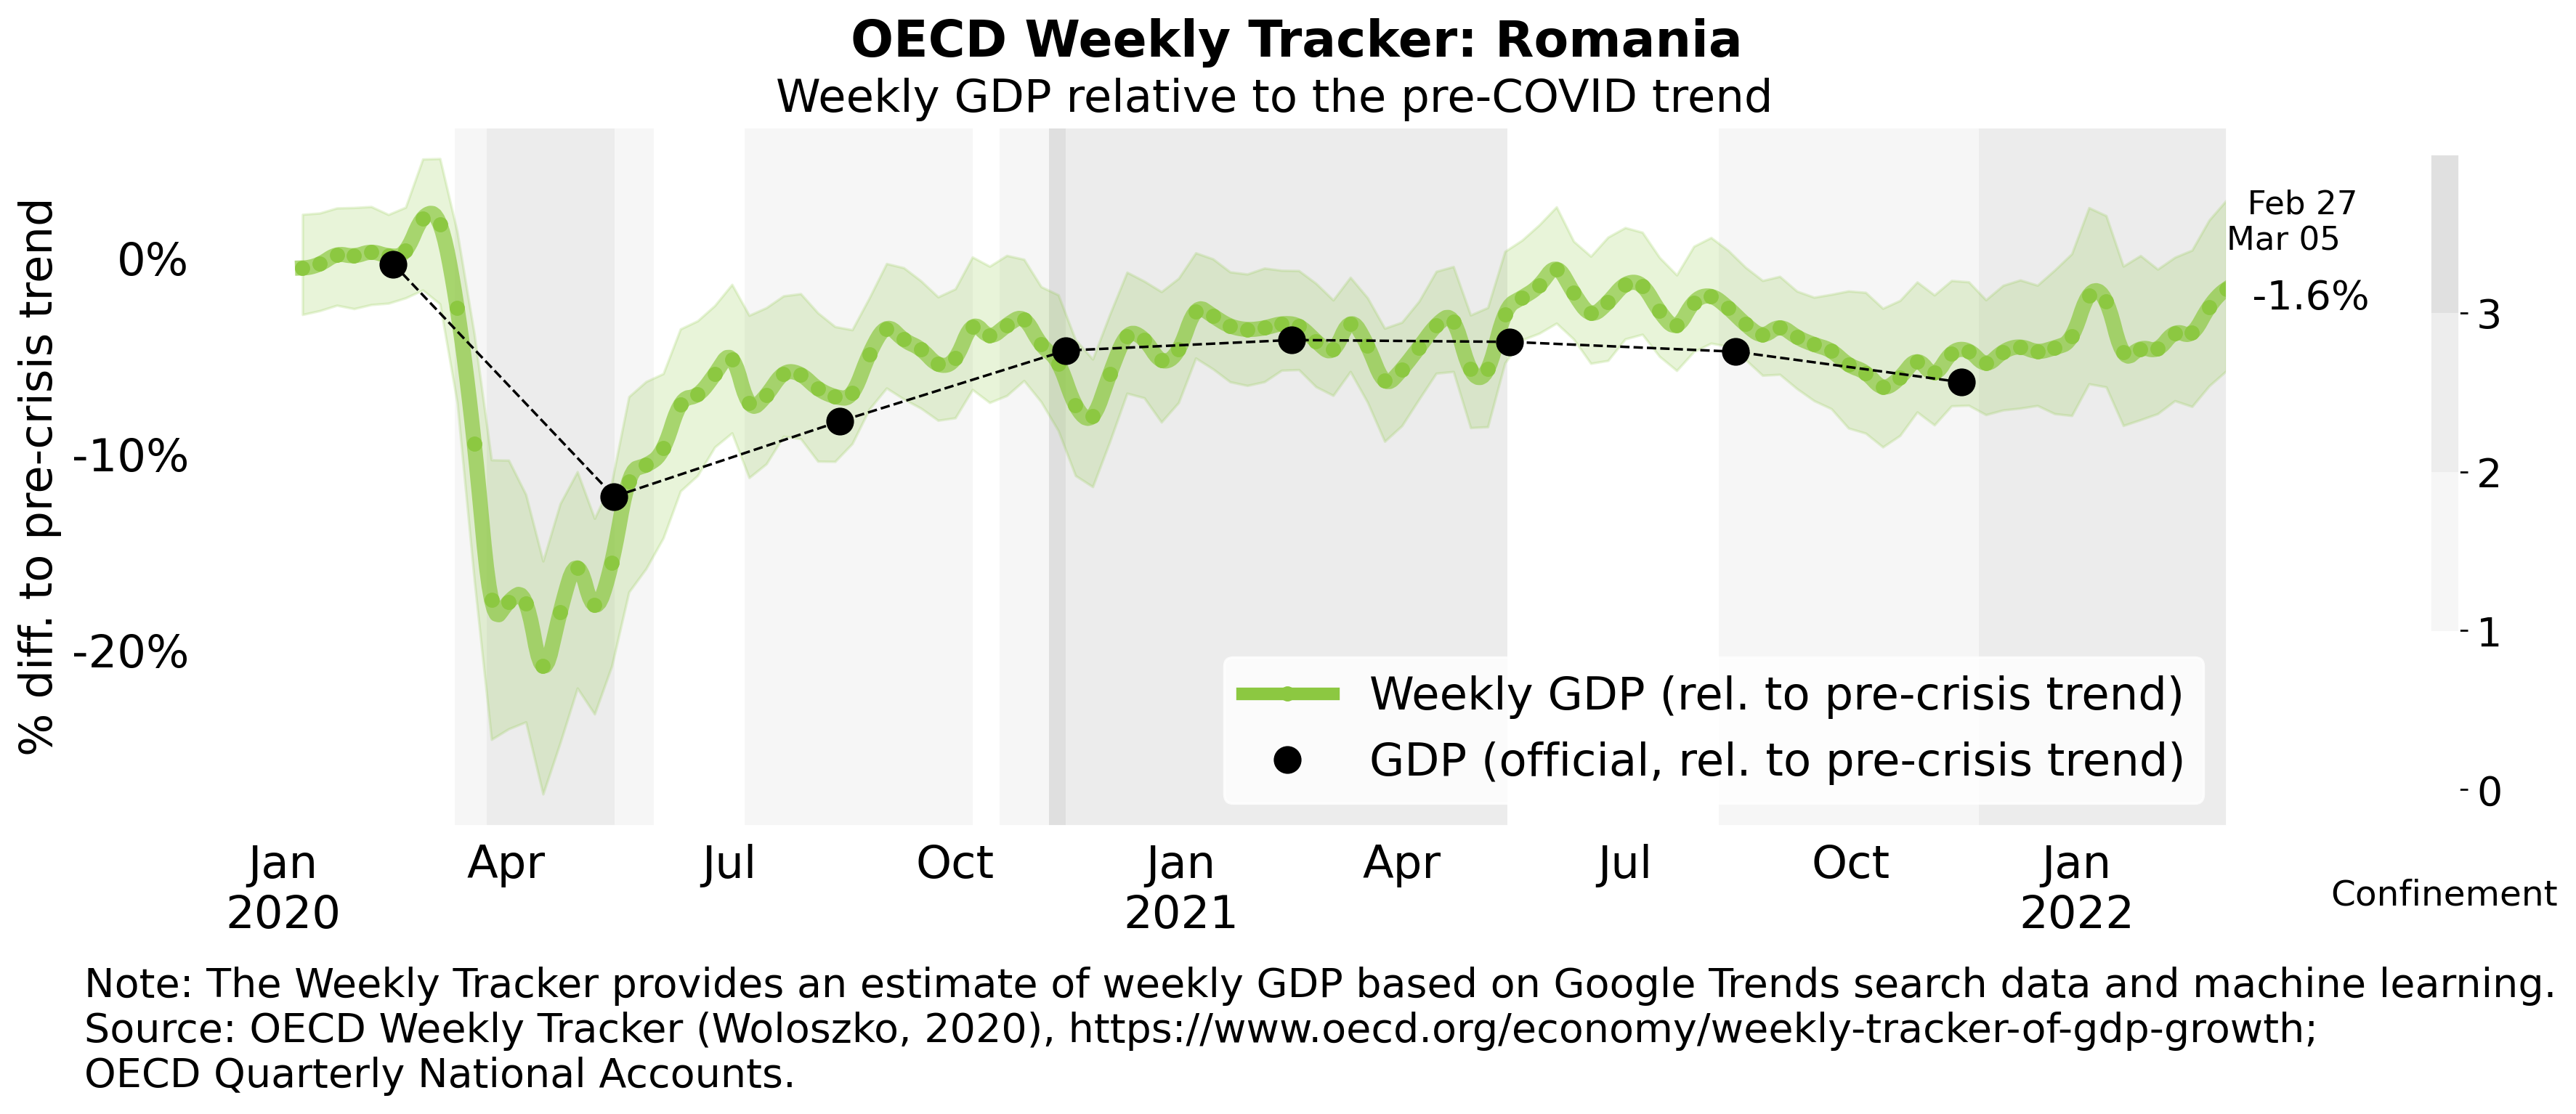 OECD Weekly Tracker: Romania
Weekly GDP relative to the pre-COVID trend
% diff. to pre-crisis trend
0%
-10%
-20%
Feb 27
Mar 05
-1.6%
3
2
1
0
Confinement
Weekly GDP (rel. to pre-crisis trend)
GDP (official, rel. to pre-crisis trend)
Jan Apr Jul Oct Jan Apr Jul Oct Jan
2020 2021 2022
Note: The Weekly Tracker provides an estimate of weekly GDP based on Google Trends search data and machine learning.
Source: OECD Weekly Tracker (Woloszko, 2020), https://www.oecd.org/economy/weekly-tracker-of-gdp-growth;
OECD Quarterly National Accounts.